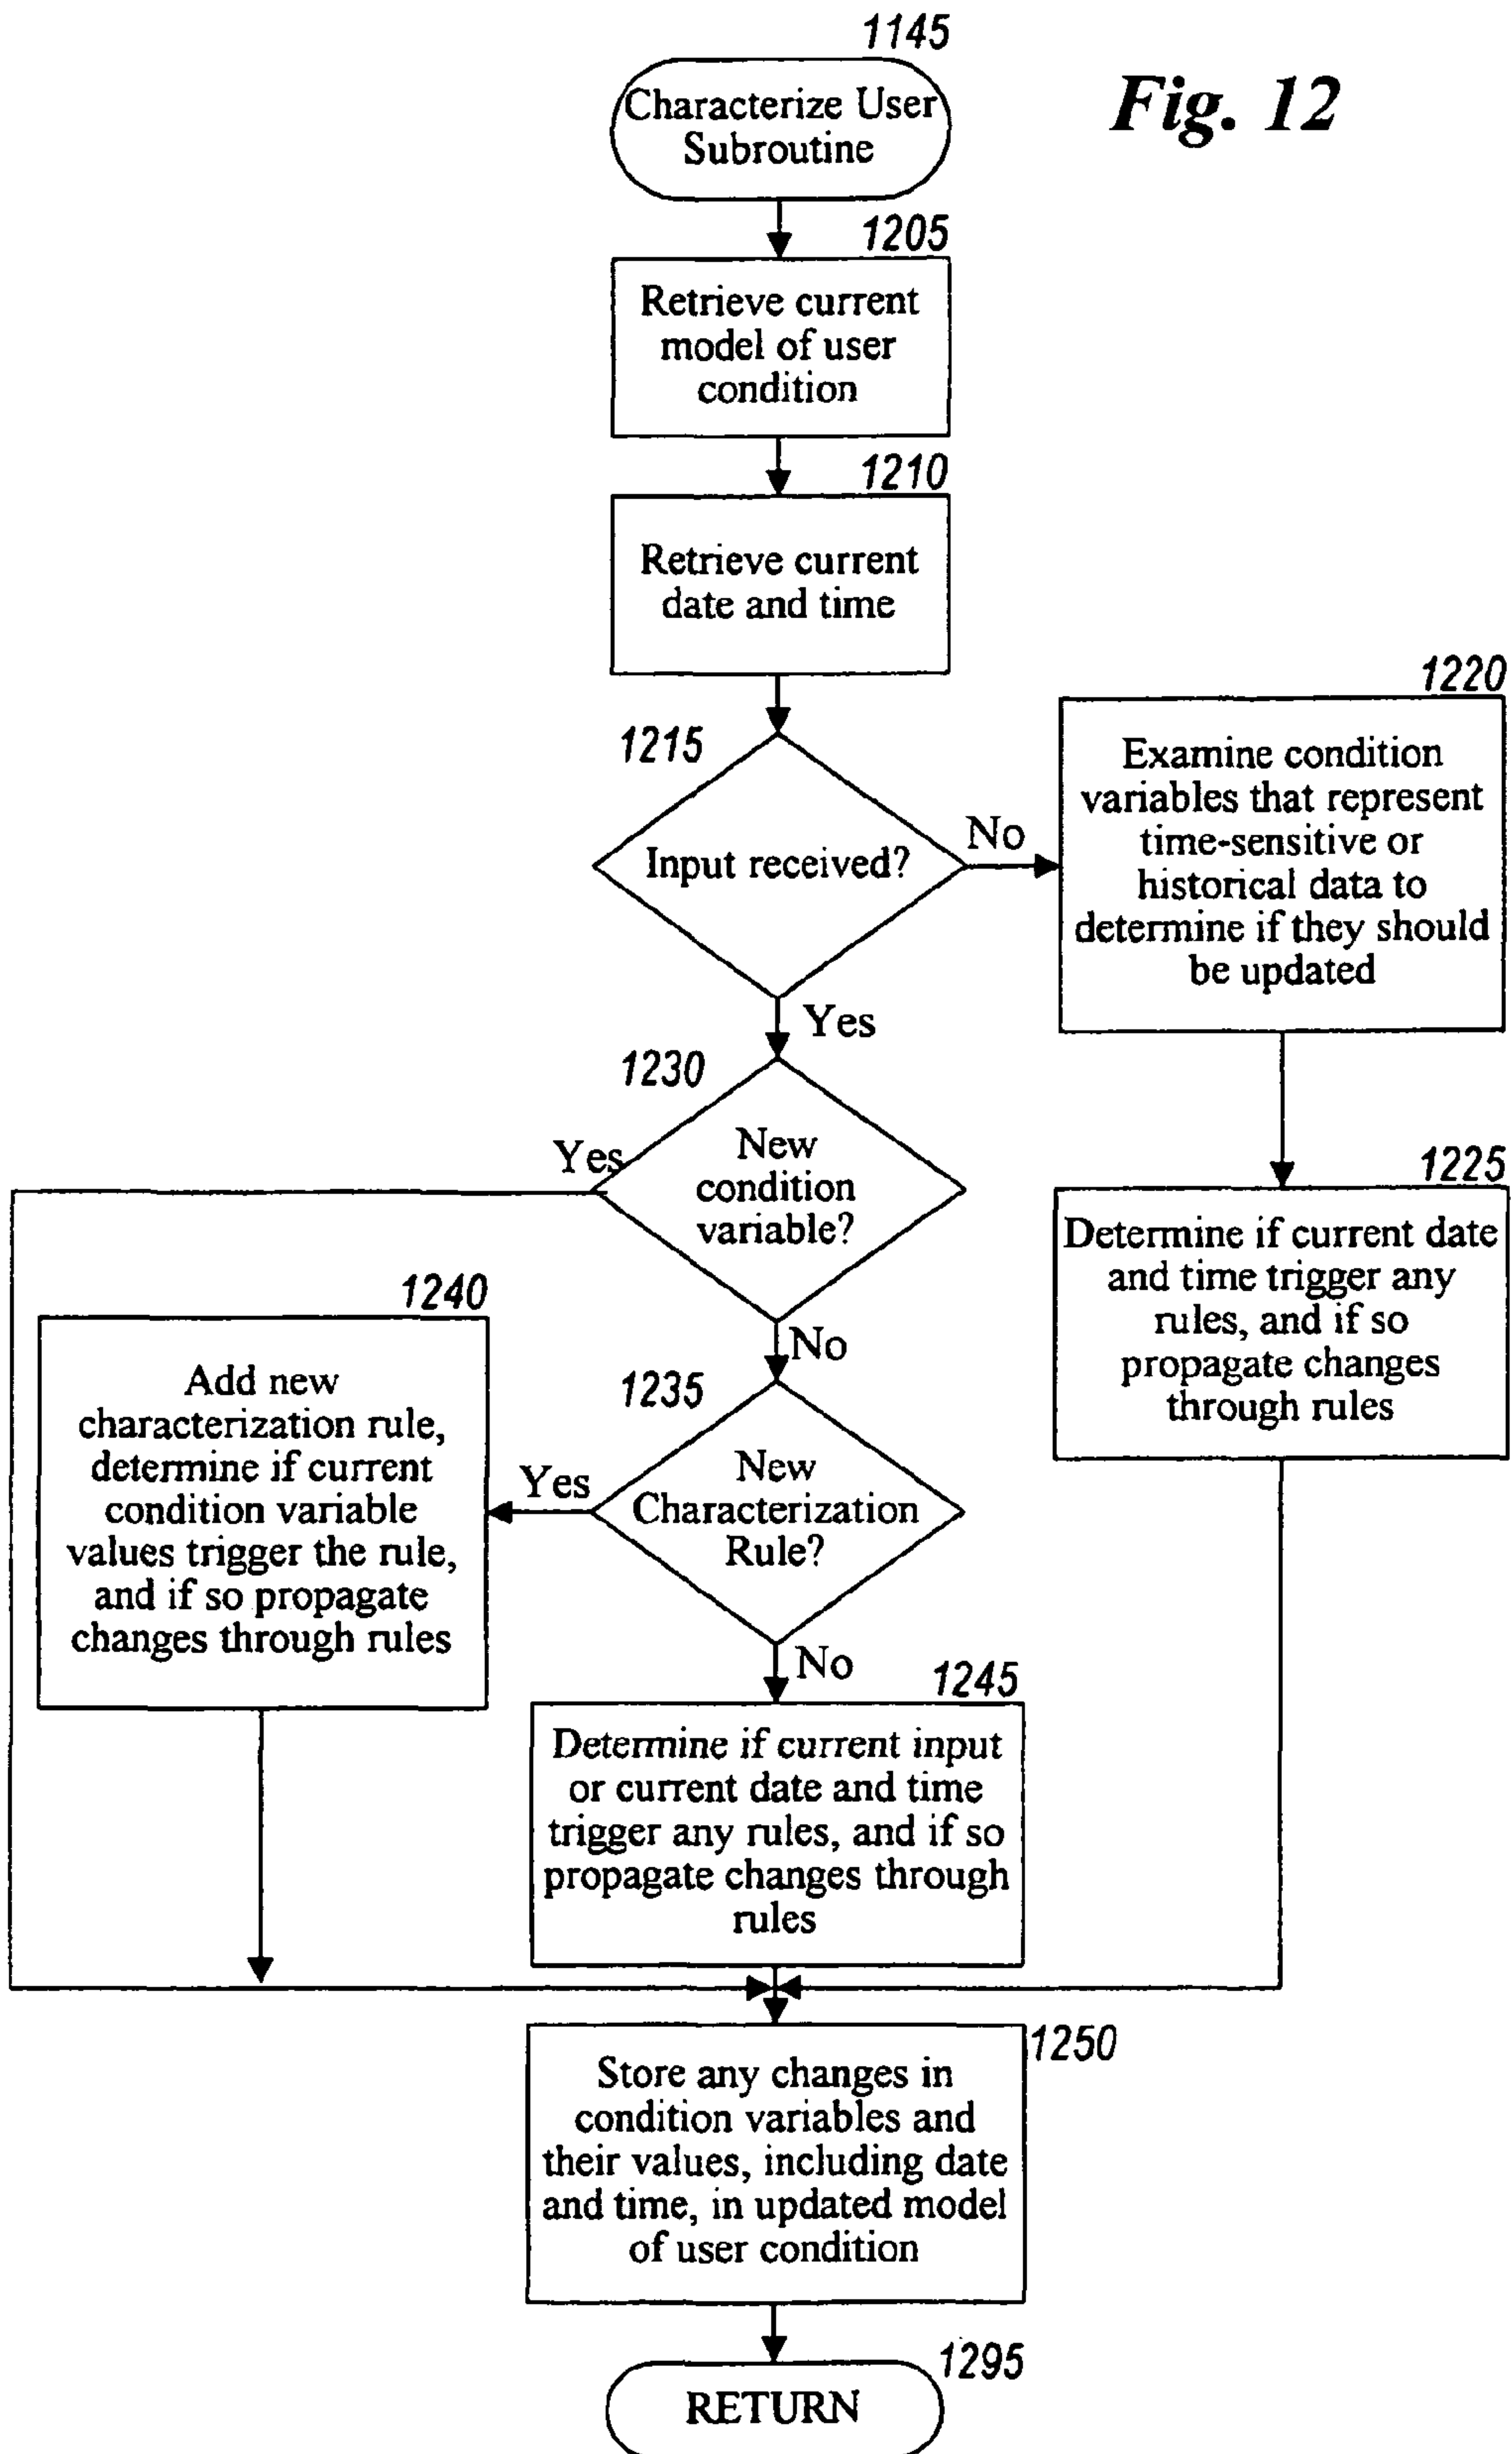 1145
Fig. 12
Characterize User
Subroutine
1205
Retrieve current
model of user
condition
1210
Retrieve current
date and time
1215
Input received?
No
Yes
1220
Examine condition
variables that represent
time-sensitive or
historical data to
determine if they should
be updated
1225
Determine if current date
and time trigger any
rules, and if so
propagate changes
through rules
1230
New
condition
variable?
Yes
No
1235
New
Characterization
Rule?
Yes
No
1240
Add new
characterization rule,
determine if current
condition variable
values trigger the rule,
and if so propagate
changes through rules
1245
Determine if current input
or current date and time
trigger any rules, and if so
propagate changes through
rules
1250
Store any changes in
condition variables and
their values, including date
and time, in updated model
of user condition
1295
RETURN